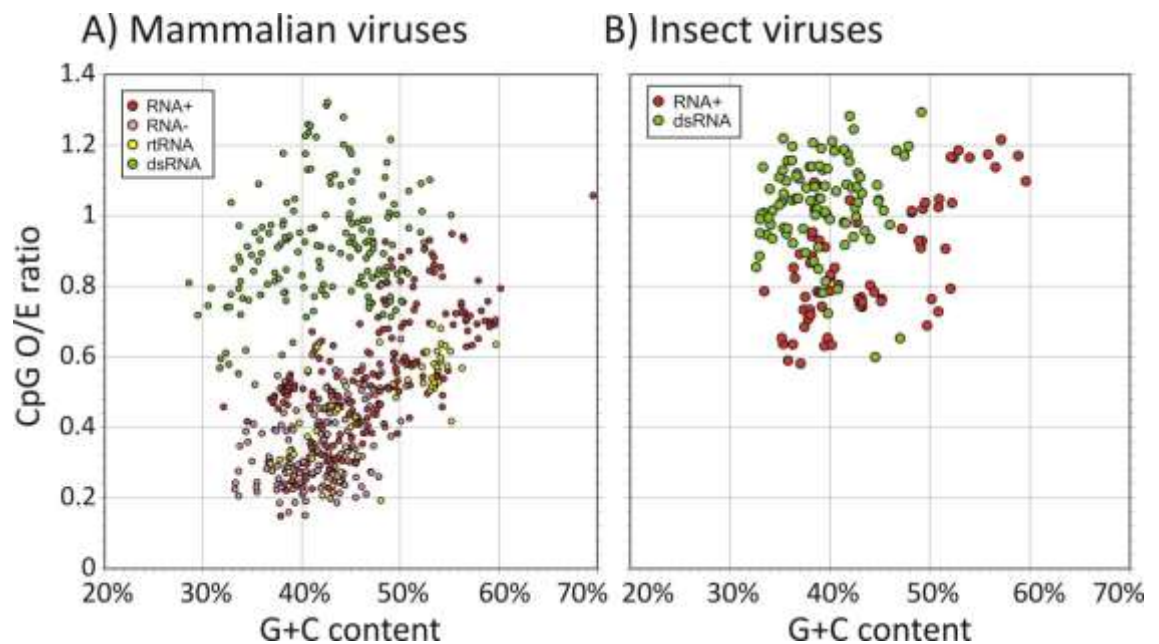 A) Mammalian viruses
B) Insect viruses
CpG O/E ratio
1.4
1.2
1
0.8
0.6
0.4
0.2
0
RNA+
RNA-
rtRNA
dsRNA
20%
30%
40%
50%
60%
70%
G+C content
RNA+
dsRNA
20%
30%
40%
50%
60%
70%
G+C content